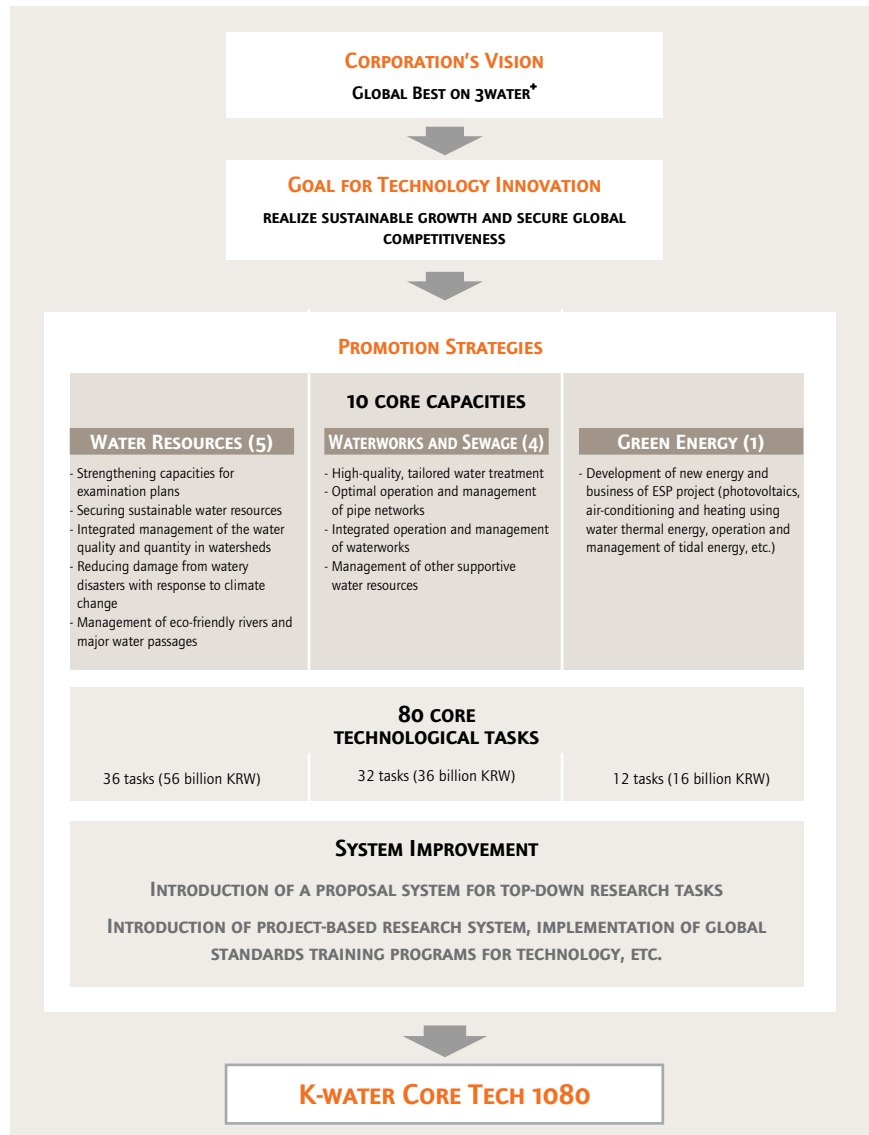 Corporation's Vision
Global Best on 3water+
Goal for Technology Innovation
realize sustainable growth and secure global
competitiveness
Promotion Strategies
10 core capacities
Water Resources (5)
- Strengthening capacities for
examination plans
- Securing sustainable water resources
- Integrated management of the water
quality and quantity in watersheds
- Reducing damage from watery
disasters with response to climate
change
- Management of eco-friendly rivers and
major water passages
Waterworks and Sewage (4)
- High-quality, tailored water treatment
- Optimal operation and management
of pipe networks
- Integrated operation and management
of waterworks
- Management of other supportive
water resources
Green Energy (1)
- Development of new energy and
business of ESP project (photovoltaics,
air-conditioning and heating using
water thermal energy, operation and
management of tidal energy, etc.)
80 core
technological tasks
36 tasks (56 billion KRW)
32 tasks (36 billion KRW)
12 tasks (16 billion KRW)
System Improvement
Introduction of a proposal system for top-down research tasks
Introduction of project-based research system, implementation of global
standards training programs for technology, etc.
K-water Core Tech 1080